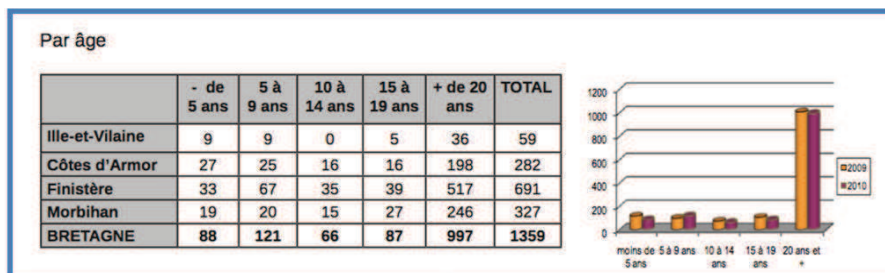 Par âge
- de 5 ans 5 à 9 ans 10 à 14 ans 15 à 19 ans + de 20 ans TOTAL
Ille-et-Vilaine 9 9 0 5 36 59
Côtes d'Armor 27 25 16 16 198 282
Finistère 33 67 35 39 517 691
Morbihan 19 20 15 27 246 327
BRETAGNE 88 121 66 87 997 1359
1200
1000
800
600
400
200
0
moins de 5 ans 5 à 9 ans 10 à 14 ans 15 à 19 ans 20 ans et +
2009
2010